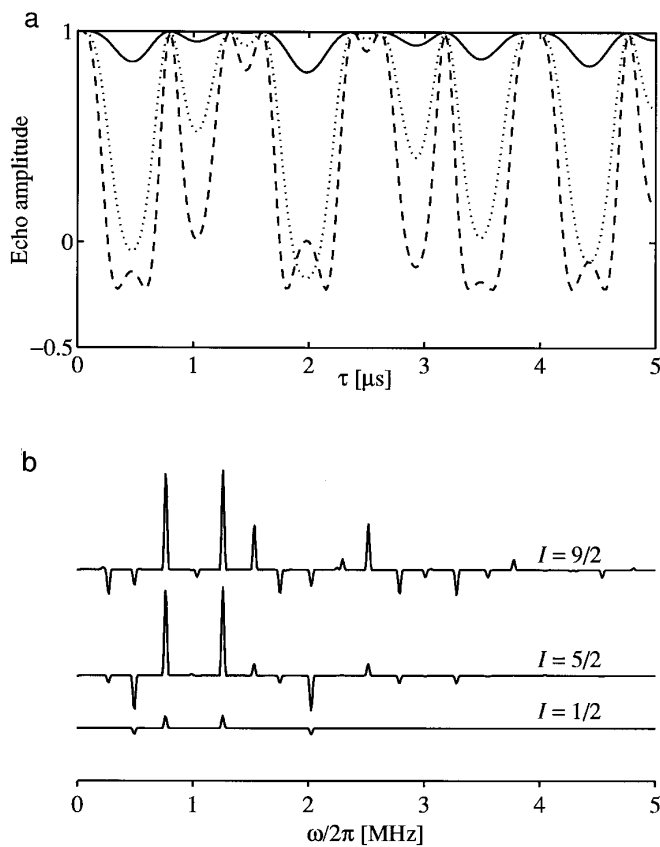 a
Echo amplitude
1
0
−0.5
0 1 2 3 4 5
τ [μs]
b
I = 9/2
I = 5/2
I = 1/2
0 1 2 3 4 5
ω/2π [MHz]